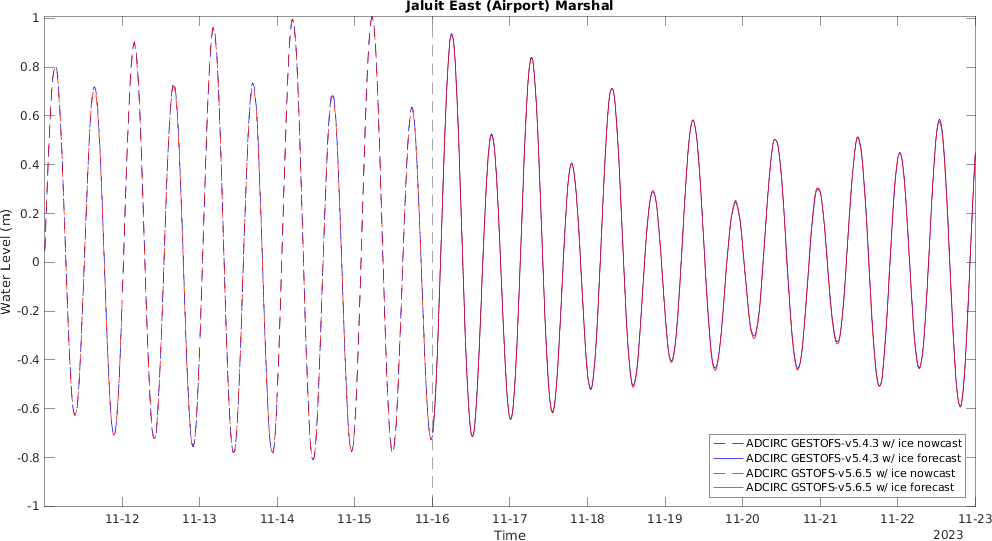 Jaluit East (Airport) Marshal
1
0.8
0.6
0.4
0.2
0
-0.2
-0.4
-0.6
-0.8
-1
Water Level (m)
ADCIRC GESTOFS-v5.4.3 w/ ice nowcast
ADCIRC GESTOFS-v5.4.3 w/ ice forecast
ADCIRC GSTOFS-v5.6.5 w/ ice nowcast
ADCIRC GSTOFS-v5.6.5 w/ ice forecast
11-12 11-13 11-14 11-15 11-16 11-17 11-18 11-19 11-20 11-21 11-22 11-23
Time
2023